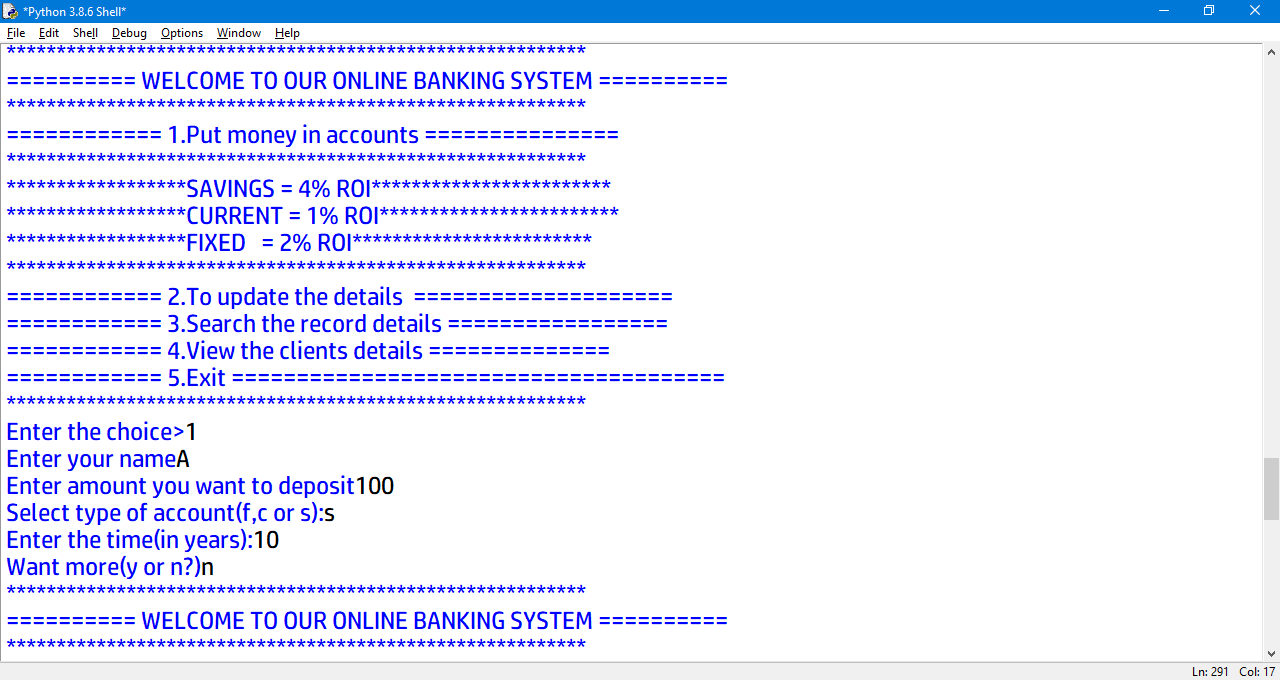 *Python 3.8.6 Shell*
File Edit Shell Debug Options Window Help
**********************************************************
========== WELCOME TO OUR ONLINE BANKING SYSTEM ==========
**********************************************************
============ 1.Put money in accounts ===============
**********************************************************
******************SAVINGS = 4% ROI************************
******************CURRENT = 1% ROI************************
******************FIXED   = 2% ROI************************
**********************************************************
============ 2.To update the details  ====================
============ 3.Search the record details =================
============ 4.View the clients details ==============
============ 5.Exit ======================================
**********************************************************
Enter the choice>1
Enter your nameA
Enter amount you want to deposit100
Select type of account(f,c or s):s
Enter the time(in years):10
Want more(y or n?)n
**********************************************************
========== WELCOME TO OUR ONLINE BANKING SYSTEM ==========
**********************************************************
Ln: 291 Col: 17